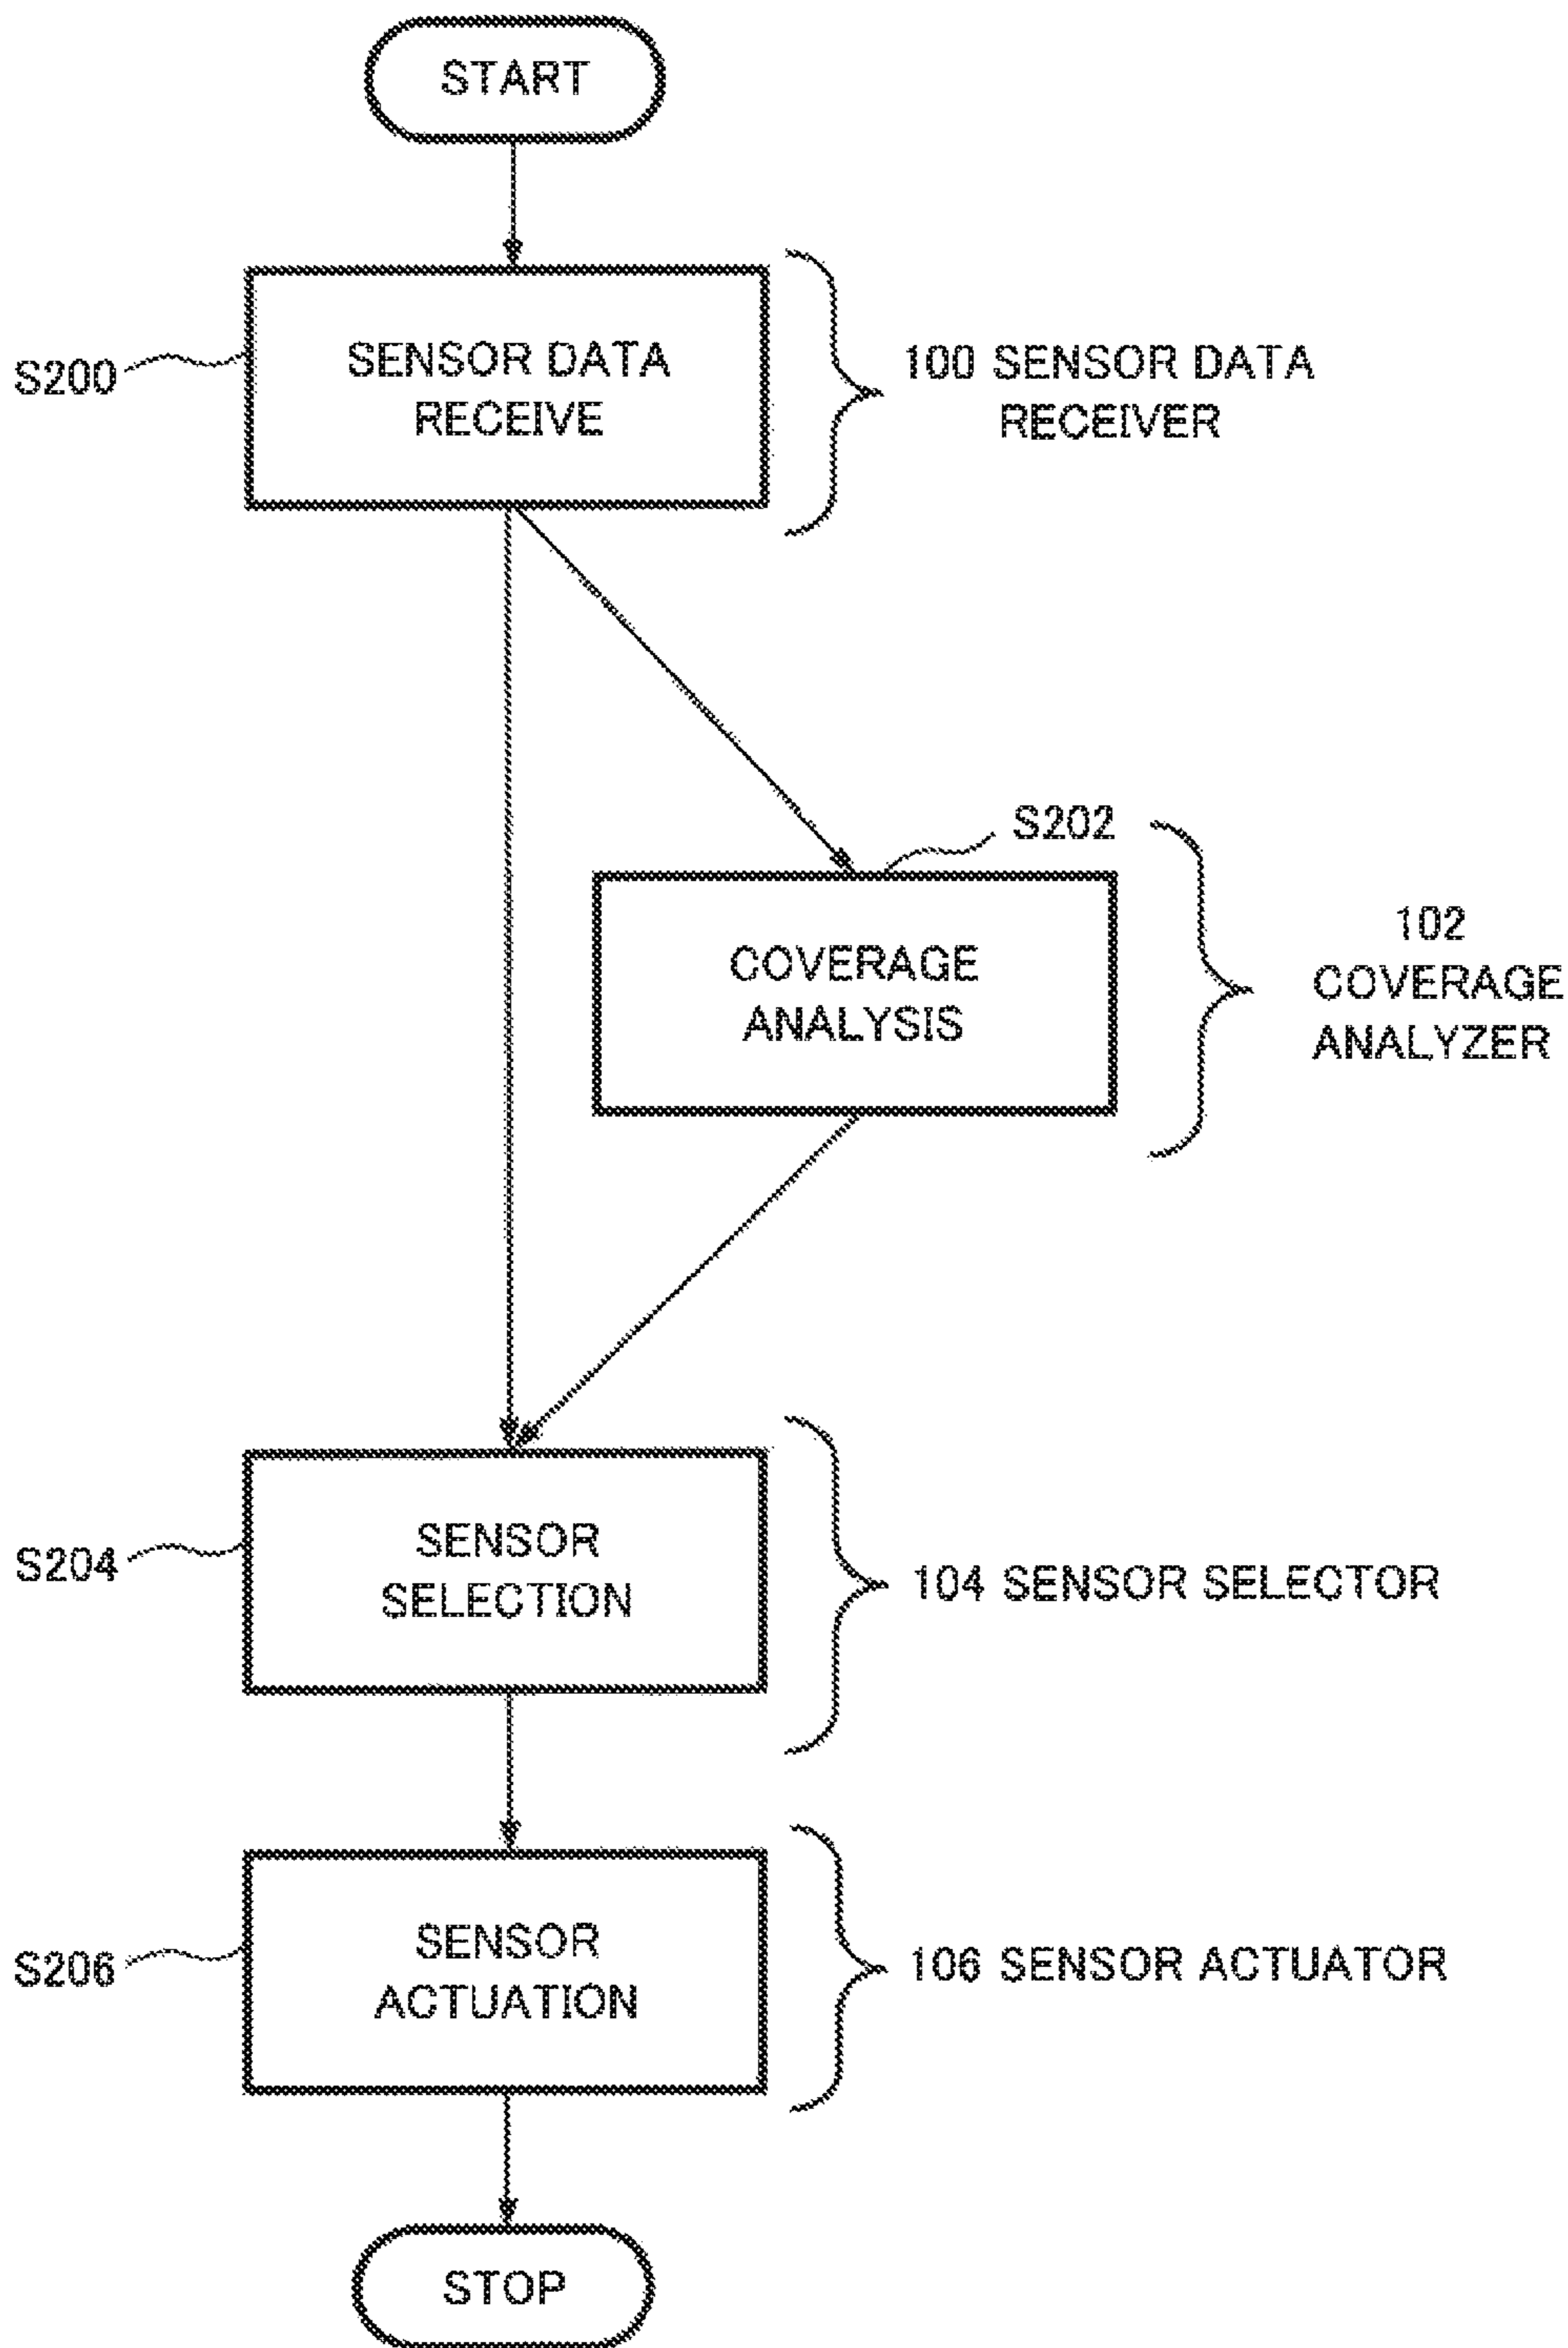 START
S200
SENSOR DATA
RECEIVE
100 SENSOR DATA
RECEIVER
S202
COVERAGE
ANALYSIS
102
COVERAGE
ANALYZER
S204
SENSOR
SELECTION
104 SENSOR SELECTOR
S206
SENSOR
ACTUATION
106 SENSOR ACTUATOR
STOP